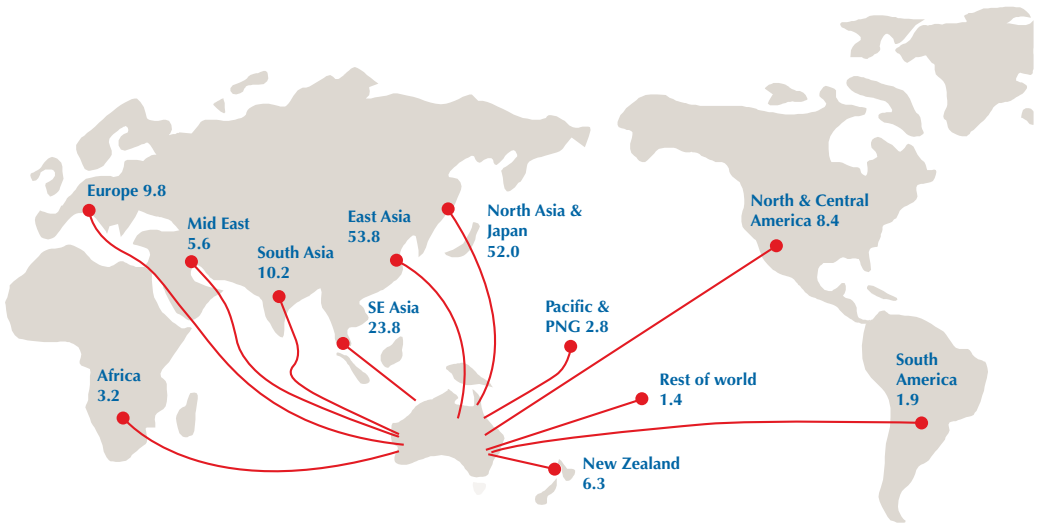 Europe 9.8
Mid East
5.6
South Asia
10.2
East Asia
53.8
North Asia &
Japan
52.0
SE Asia
23.8
Pacific &
PNG 2.8
North & Central
America 8.4
Africa
3.2
Rest of world
1.4
South
America
1.9
New Zealand
6.3